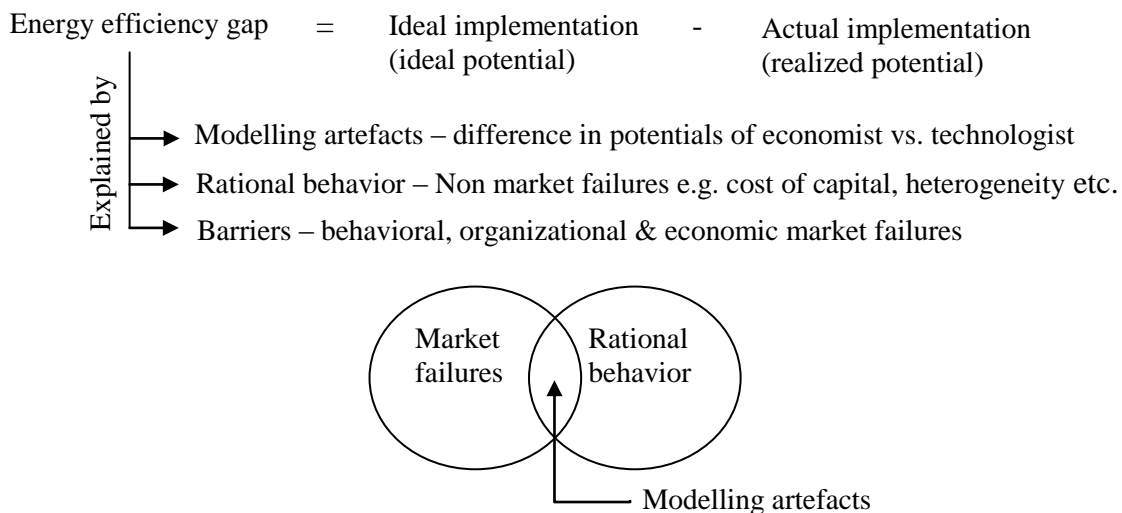 Energy efficiency gap = Ideal implementation - Actual implementation
(ideal potential) (realized potential)
Explained by
Modelling artefacts – difference in potentials of economist vs. technologist
Rational behavior – Non market failures e.g. cost of capital, heterogeneity etc.
Barriers – behavioral, organizational & economic market failures
Market
failures
Rational
behavior
Modelling artefacts